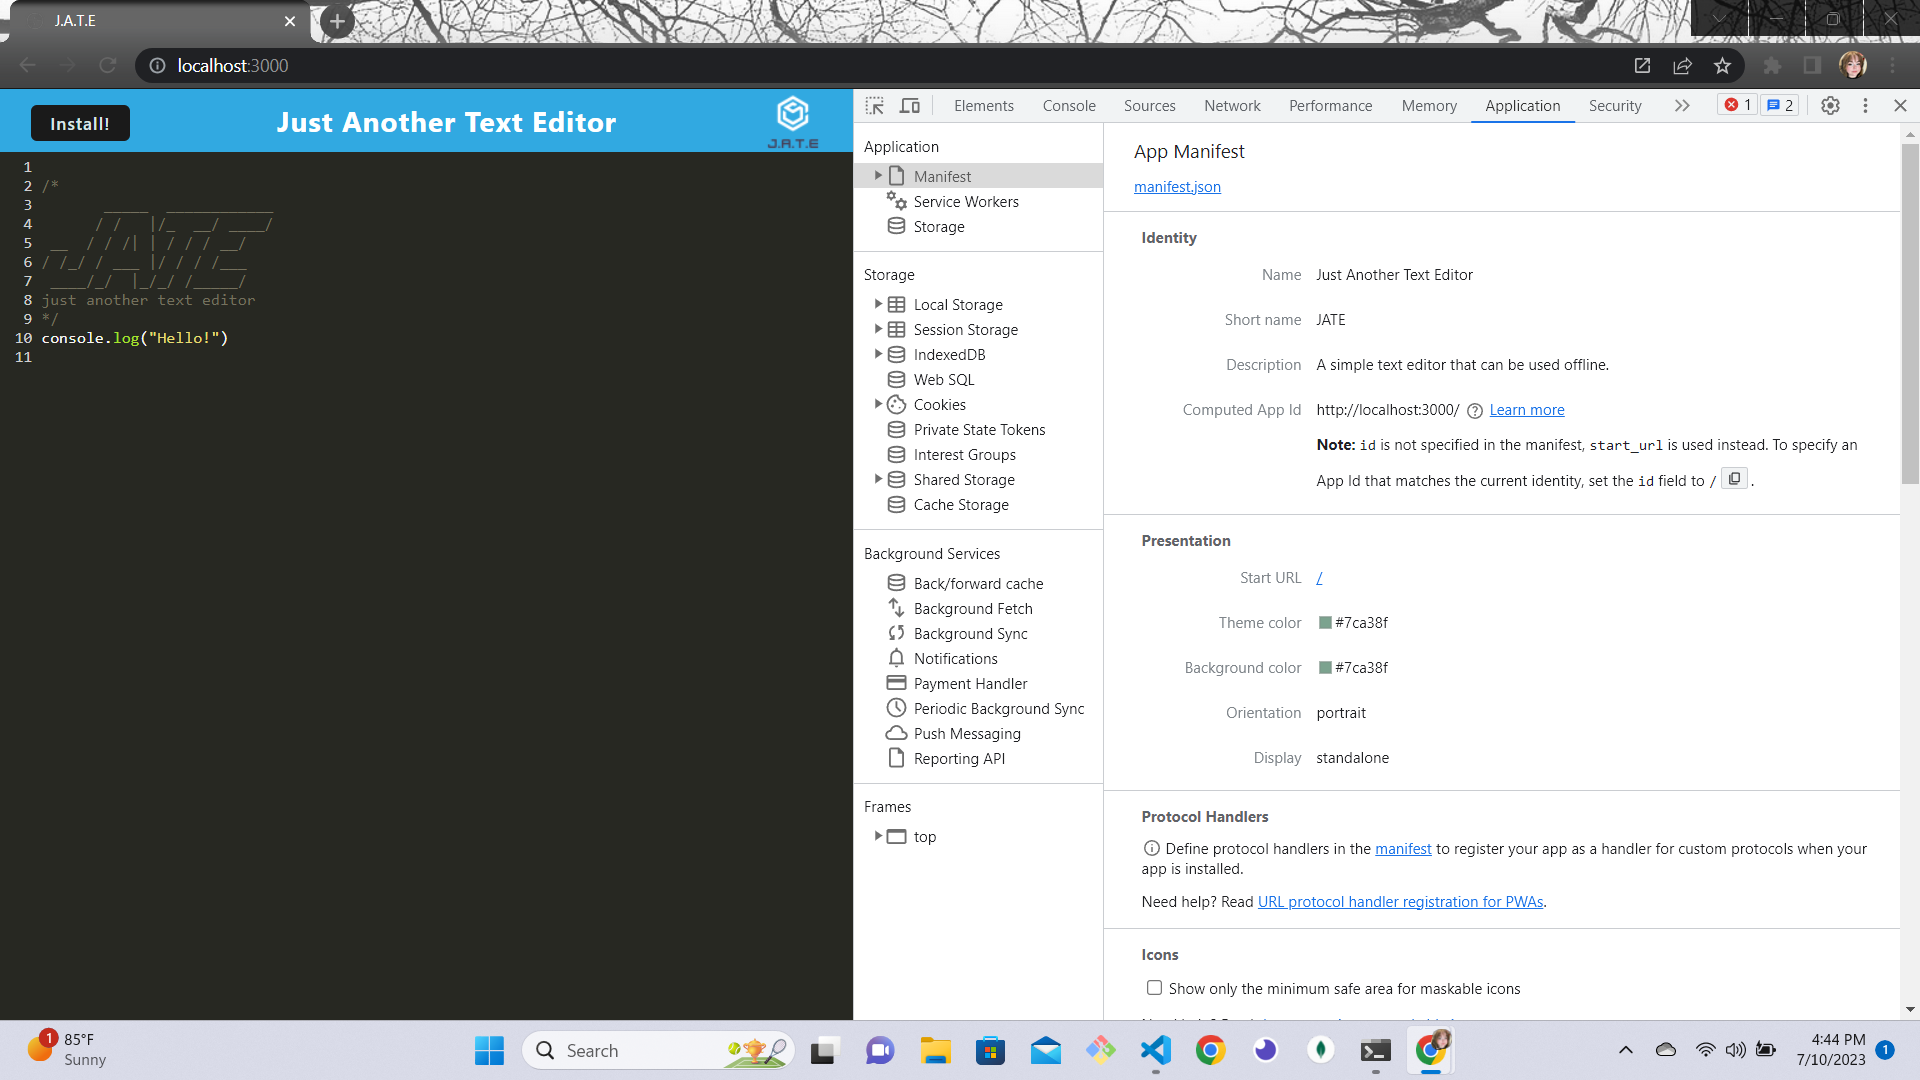 J.A.T.E
localhost:3000
Install!
Just Another Text Editor
J.A.T.E
1
2 /*
3      _____  ____________
4      / /   |/_  __/ ____/
5 __  / / /| | / / / __/
6 / /_/ / ___ |/ / / /___
7 ____/_/  |_/_/ /_____/
8 just another text editor
9 */
10 console.log("Hello!")
11
Elements Console Sources Network Performance Memory Application Security 1 2
Application
Manifest
Service Workers
Storage
Storage
Local Storage
Session Storage
IndexedDB
Web SQL
Cookies
Private State Tokens
Interest Groups
Shared Storage
Cache Storage
Background Services
Back/forward cache
Background Fetch
Background Sync
Notifications
Payment Handler
Periodic Background Sync
Push Messaging
Reporting API
Frames
top
App Manifest
manifest.json
Identity
Name Just Another Text Editor
Short name JATE
Description A simple text editor that can be used offline.
Computed App Id http://localhost:3000/ Learn more
Note: id is not specified in the manifest, start_url is used instead. To specify an
App Id that matches the current identity, set the id field to / .
Presentation
Start URL /
Theme color #7ca38f
Background color #7ca38f
Orientation portrait
Display standalone
Protocol Handlers
Define protocol handlers in the manifest to register your app as a handler for custom protocols when your
app is installed.
Need help? Read URL protocol handler registration for PWAs.
Icons
Show only the minimum safe area for maskable icons
1
85°F
Sunny
Search
4:44 PM
7/10/2023
1